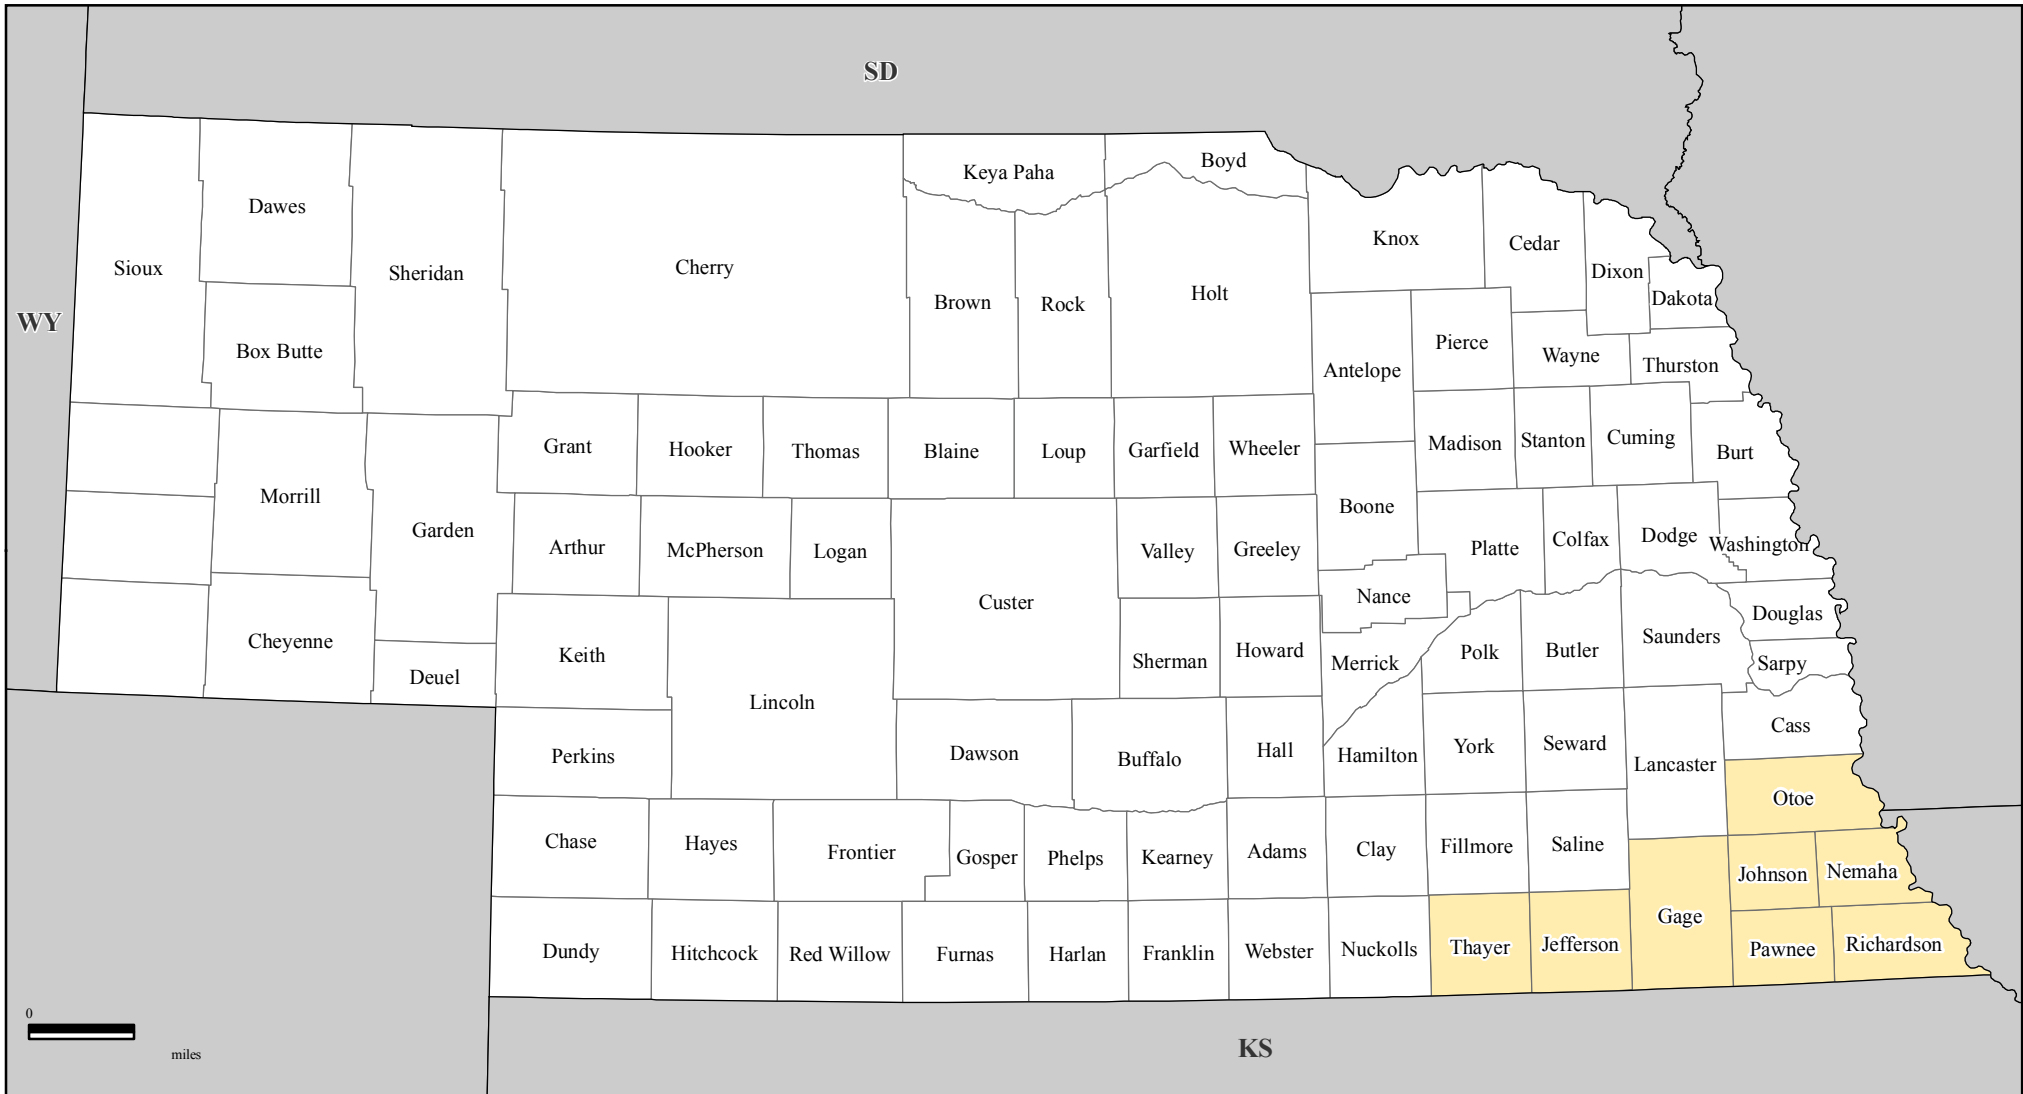 SD
Boyd
Keya Paha
Dawes
Knox
Cedar
Sioux
Cherry
Sheridan
Dixon
Holt
Dakota
Brown
Rock
WY
Pierce
Box Butte
Wayne
Thurston
Antelope
Cuming
Stanton
Madison
Grant
Hooker
Thomas
Blaine
Loup
Garfield
Wheeler
Burt
Morrill
Boone
Garden
Dodge
Colfax
Washington
Arthur
McPherson
Logan
Valley
Greeley
Platte
Nance
Custer
Douglas
Saunders
Cheyenne
Keith
Howard
Polk
Butler
Sherman
Merrick
Sarpy
Deuel
Lincoln
Cass
Perkins
Dawson
Buffalo
Hall
Hamilton
York
Seward
Lancaster
Otoe
Chase
Hayes
Frontier
Gosper
Phelps
Kearney
Adams
Clay
Fillmore
Saline
Johnson
Nemaha
Gage
Dundy
Hitchcock
Red Willow
Furnas
Harlan
Franklin
Webster
Nuckolls
Thayer
Jefferson
Pawnee
Richardson
0
miles
KS